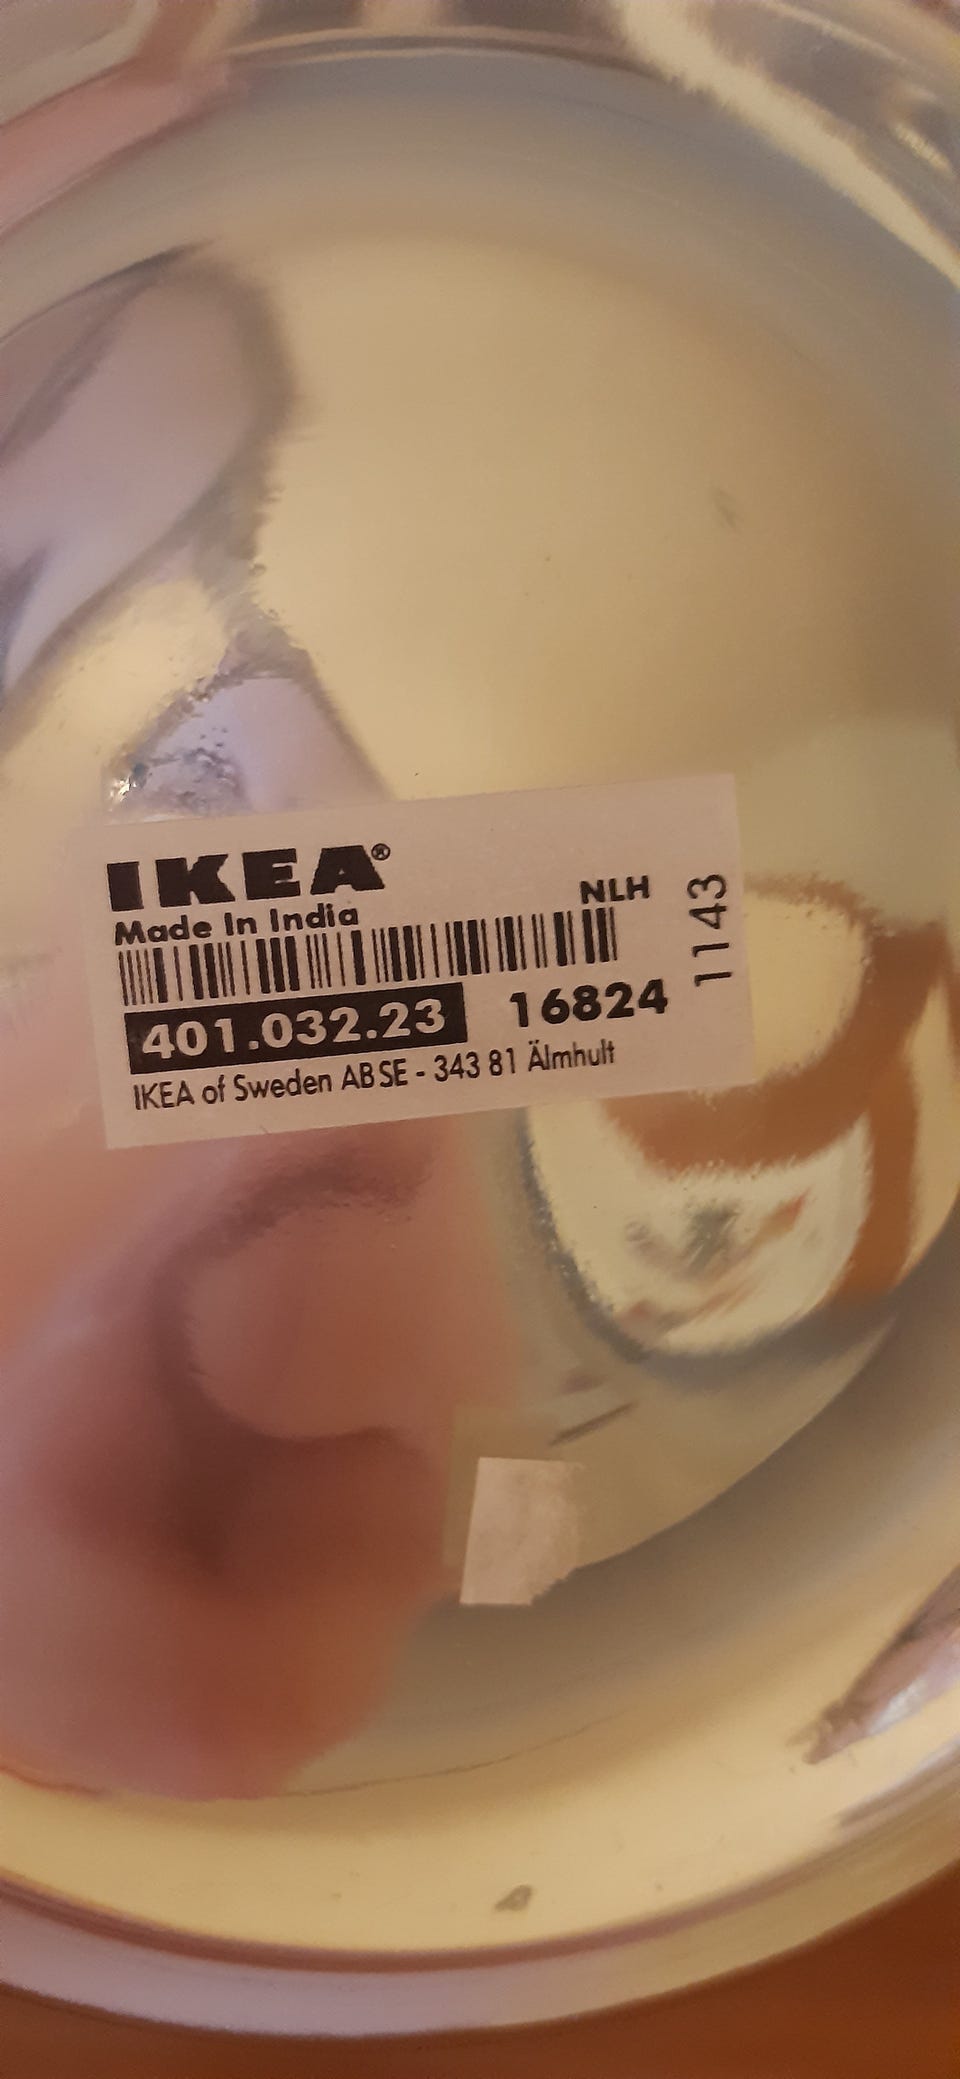 IKEA®
Made In India
NLH
1143
401.032.23
16824
IKEA of Sweden AB SE - 343 81 Älmhult